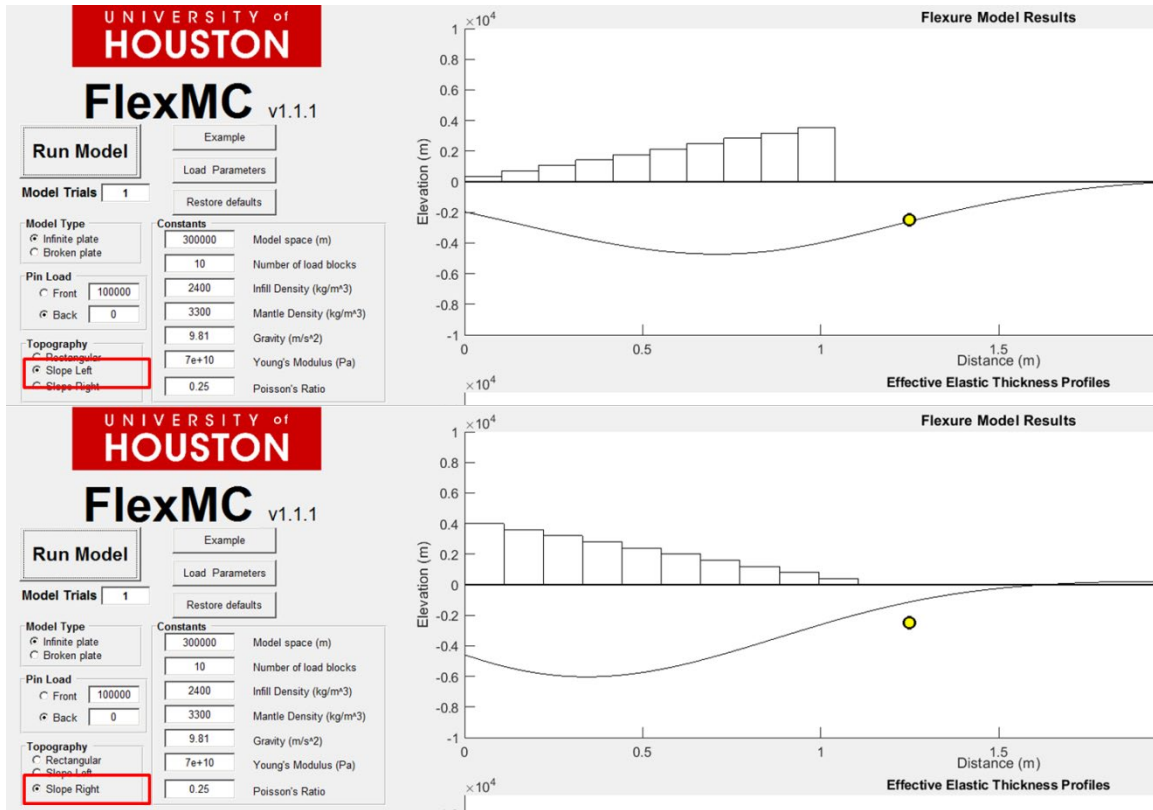 UNIVERSITY of
HOUSTON
FlexMC v1.1.1
Run Model
Example
Load Parameters
Restore defaults
Model Trials 1
Model Type
Infinite plate
Broken plate
Pin Load
Front 100000
Back 0
Topography
Rectangular
Slope Left
Slope Right
Constants
300000 Model space (m)
10 Number of load blocks
2400 Infill Density (kg/m^3)
3300 Mantle Density (kg/m^3)
9.81 Gravity (m/s^2)
7e+10 Young's Modulus (Pa)
0.25 Poisson's Ratio
Flexure Model Results
×10^4
1
0.8
0.6
0.4
0.2
0
-0.2
-0.4
-0.6
-0.8
-1
Elevation (m)
0 0.5 1 1.5
Distance (m)
×10^4
Effective Elastic Thickness Profiles
UNIVERSITY of
HOUSTON
FlexMC v1.1.1
Run Model
Example
Load Parameters
Restore defaults
Model Trials 1
Model Type
Infinite plate
Broken plate
Pin Load
Front 100000
Back 0
Topography
Rectangular
Slope Left
Slope Right
Constants
300000 Model space (m)
10 Number of load blocks
2400 Infill Density (kg/m^3)
3300 Mantle Density (kg/m^3)
9.81 Gravity (m/s^2)
7e+10 Young's Modulus (Pa)
0.25 Poisson's Ratio
Flexure Model Results
×10^4
1
0.8
0.6
0.4
0.2
0
-0.2
-0.4
-0.6
-0.8
-1
Elevation (m)
0 0.5 1 1.5
Distance (m)
×10^4
Effective Elastic Thickness Profiles